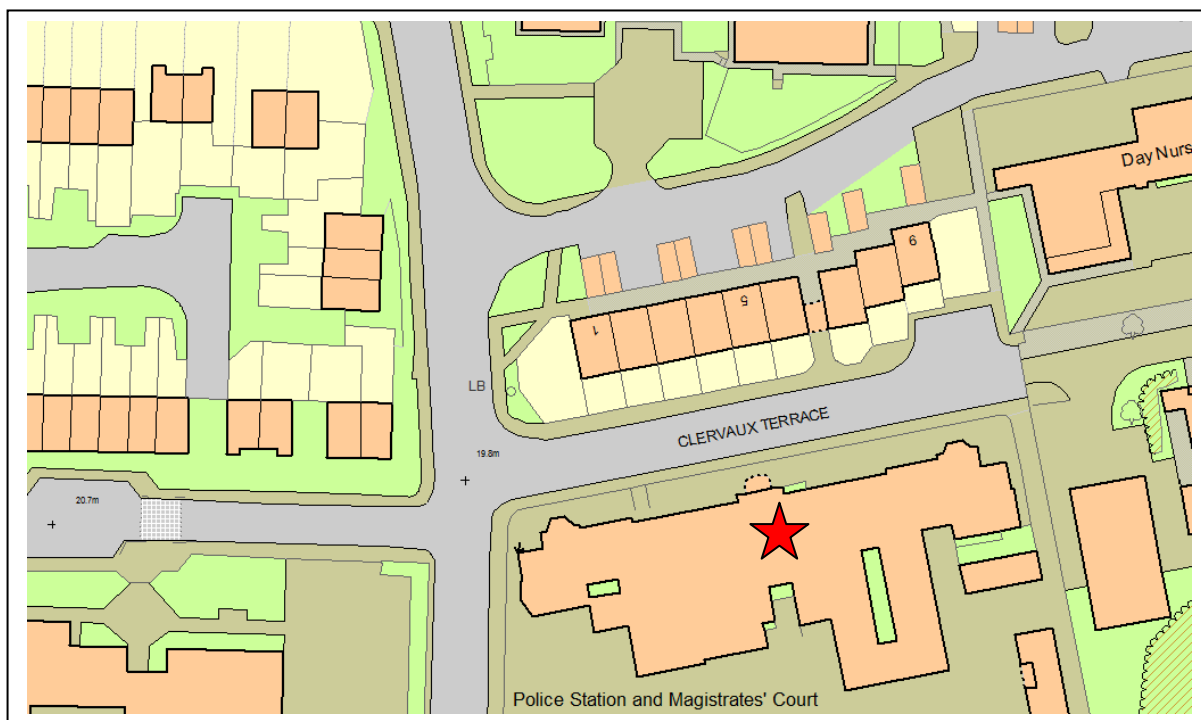 Day Nurs
9
5
1
LB
CLERVAUX TERRACE
19.8m
20.7m
Police Station and Magistrates' Court